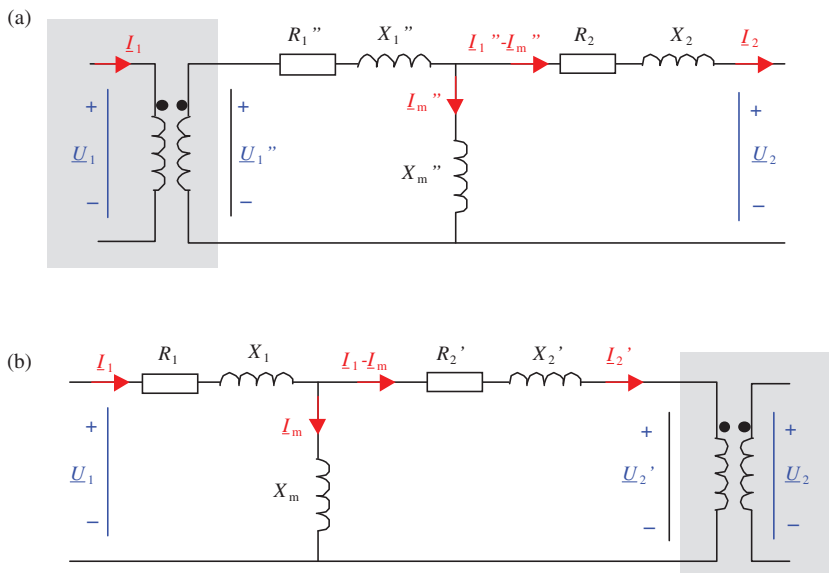 (a)
I1 R1” X1” I1”-Im” R2 X2 I2
Im”
+ + +
U1 U1” Xm” U2
– – –
(b)
I1 R1 X1 I1-Im R2’ X2’ I2’
Im
+ + +
U1 Xm U2’ U2
– – –